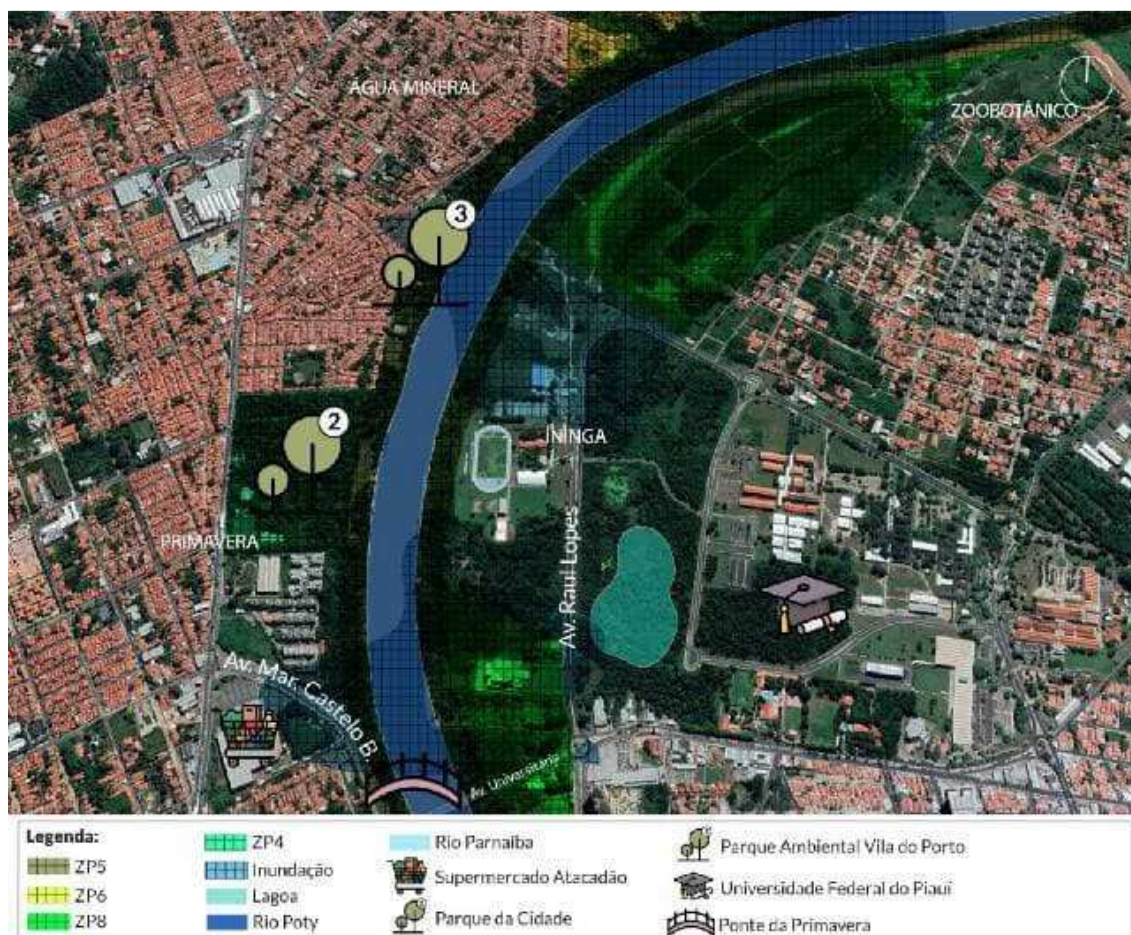 ÁGUA MINERAL
ZOOBOTÂNICO
3
2
ININGA
PRIMAVERA
Av. Raul Lopes
Av. Mar. Castelo B.
Av. Universitária
Legenda:
ZP5
ZP6
ZP8
ZP4
Inundação
Lagoa
Rio Poty
Rio Parnaíba
Supermercado Atacadão
Parque da Cidade
Parque Ambiental Vila do Porto
Universidade Federal do Piauí
Ponte da Primavera